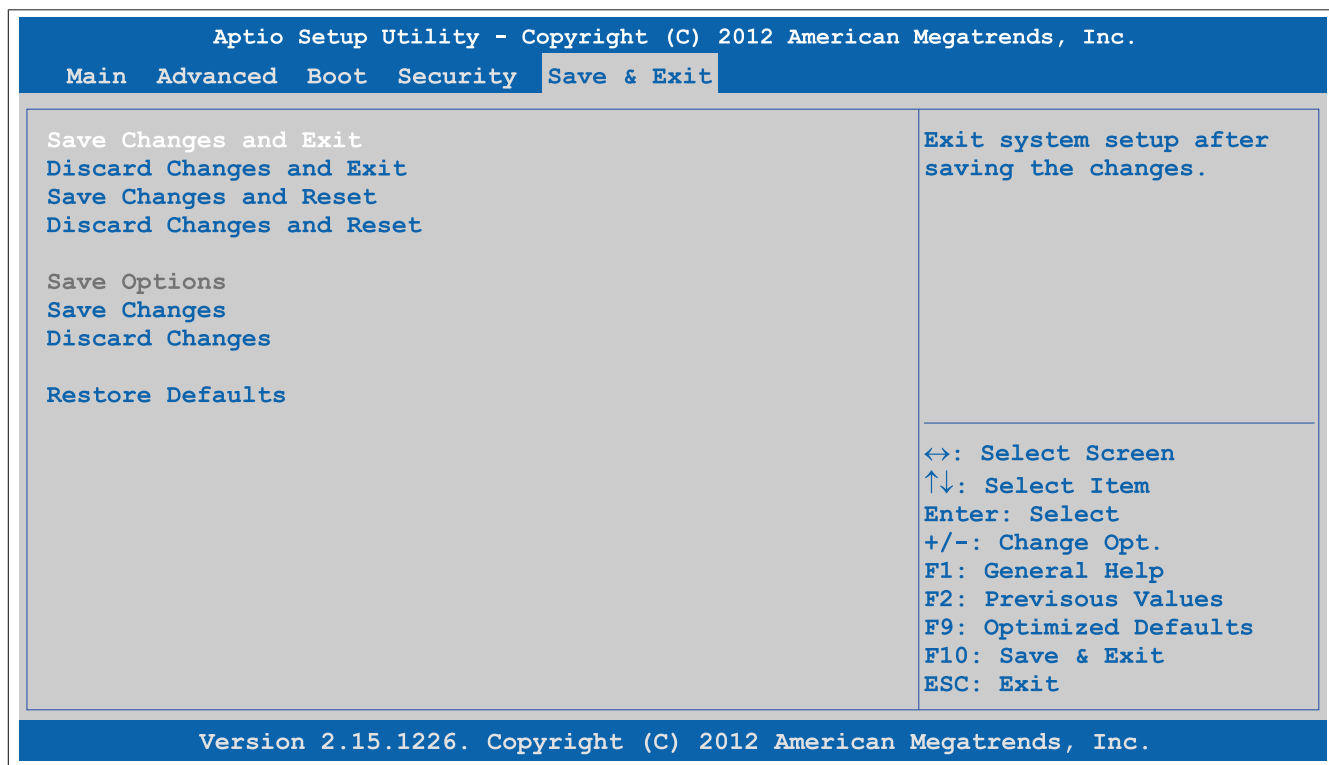 Aptio Setup Utility - Copyright (C) 2012 American Megatrends, Inc.
Main Advanced Boot Security Save & Exit
Save Changes and Exit
Discard Changes and Exit
Save Changes and Reset
Discard Changes and Reset
Save Options
Save Changes
Discard Changes
Restore Defaults
Exit system setup after
saving the changes.
↔: Select Screen
↑↓: Select Item
Enter: Select
+/-: Change Opt.
F1: General Help
F2: Previsous Values
F9: Optimized Defaults
F10: Save & Exit
ESC: Exit
Version 2.15.1226. Copyright (C) 2012 American Megatrends, Inc.